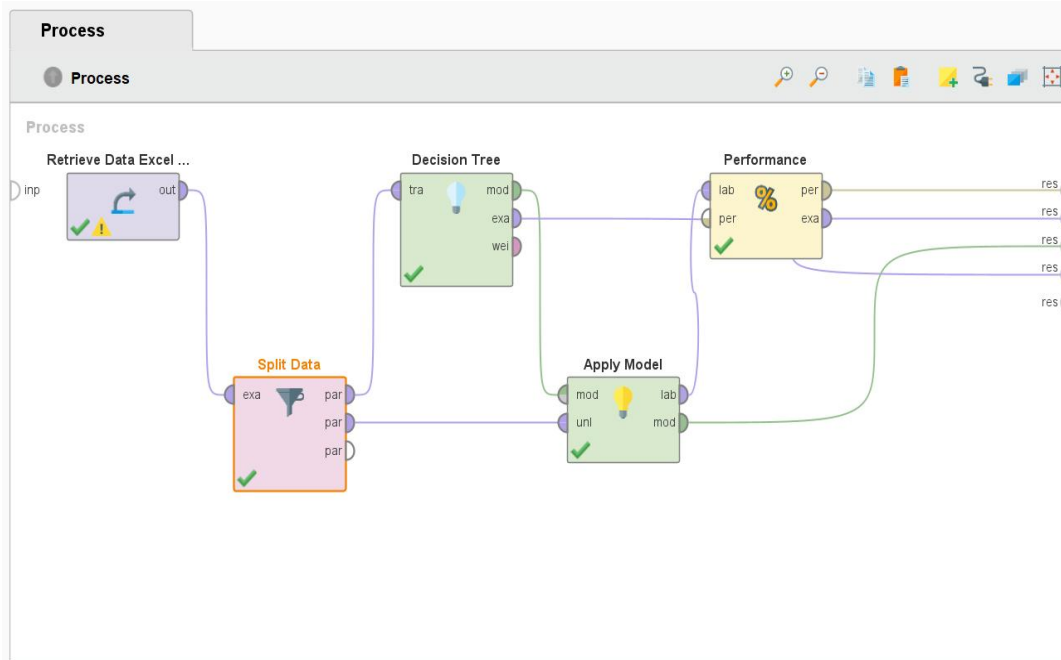 Process
Process
Process
Retrieve Data Excel ...
inp
out
Decision Tree
tra
mod
exa
wei
Performance
%
lab
per
per
exa
res
res
res
res
res
Split Data
exa
par
par
par
Apply Model
mod
lab
unl
mod